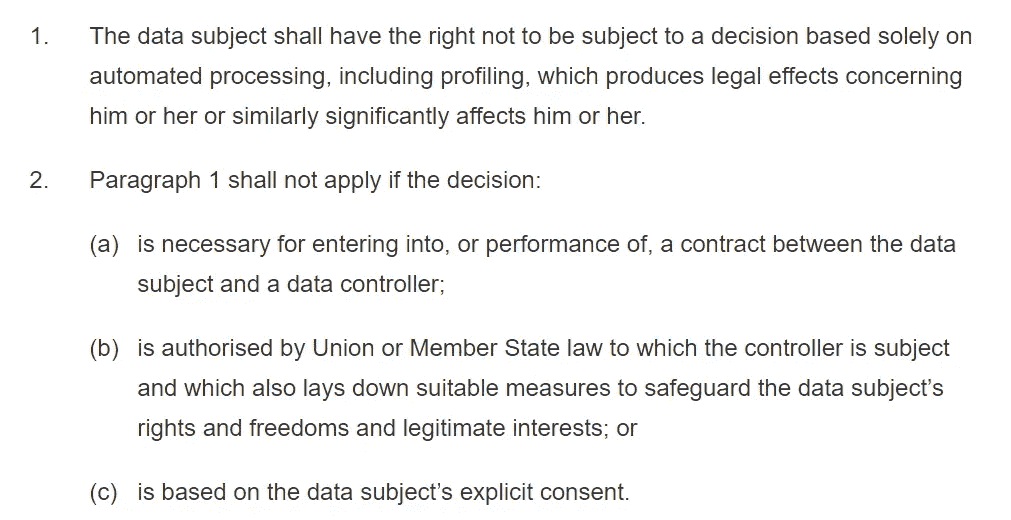 1. The data subject shall have the right not to be subject to a decision based solely on
automated processing, including profiling, which produces legal effects concerning
him or her or similarly significantly affects him or her.
2. Paragraph 1 shall not apply if the decision:
(a) is necessary for entering into, or performance of, a contract between the data
subject and a data controller;
(b) is authorised by Union or Member State law to which the controller is subject
and which also lays down suitable measures to safeguard the data subject’s
rights and freedoms and legitimate interests; or
(c) is based on the data subject’s explicit consent.